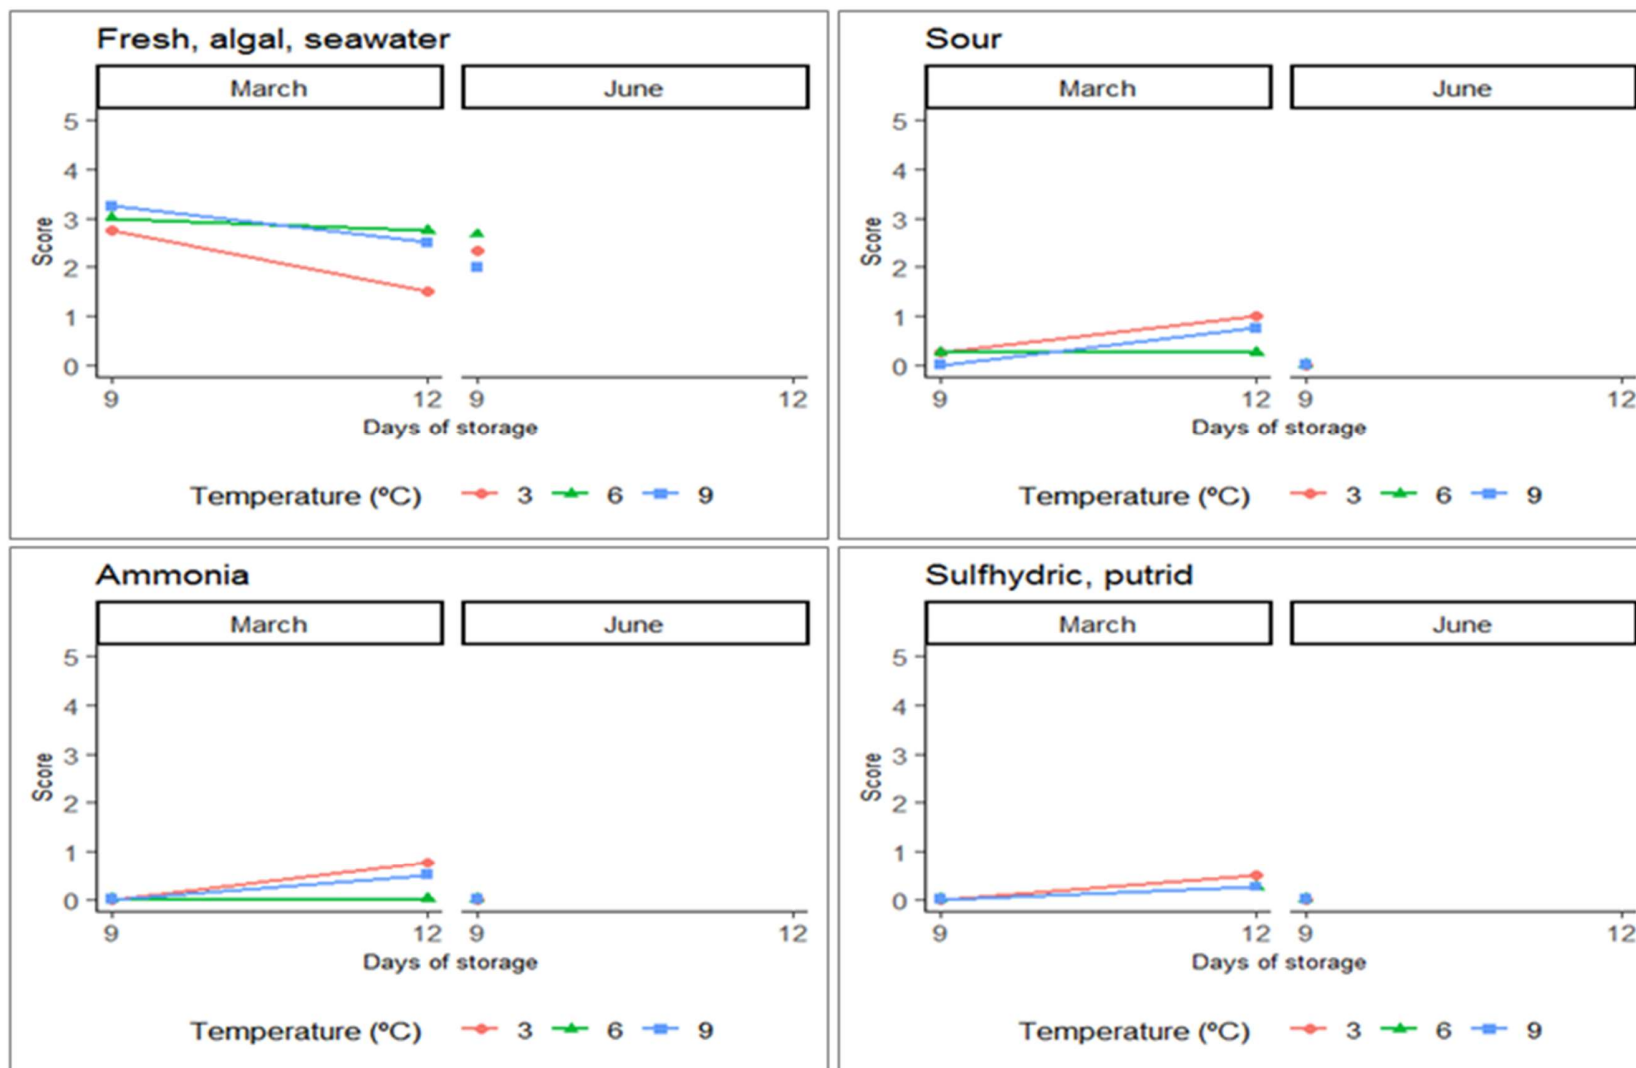 Fresh, algal, seawater
March June
5
4
3
2
1
0
Score
9 12 9 12
Days of storage
Temperature (ºC) 3 6 9
Sour
March June
5
4
3
2
1
0
Score
9 12 9 12
Days of storage
Temperature (ºC) 3 6 9
Ammonia
March June
5
4
3
2
1
0
Score
9 12 9 12
Days of storage
Temperature (ºC) 3 6 9
Sulfhydric, putrid
March June
5
4
3
2
1
0
Score
9 12 9 12
Days of storage
Temperature (ºC) 3 6 9